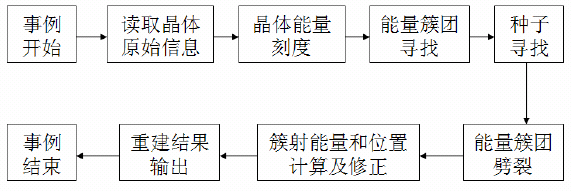 事例
开始
读取晶体
原始信息
晶体能量
刻度
能量簇团
寻找
种子
寻找
能量簇团
劈裂
簇射能量和位置
计算及修正
重建结果
输出
事例
结束